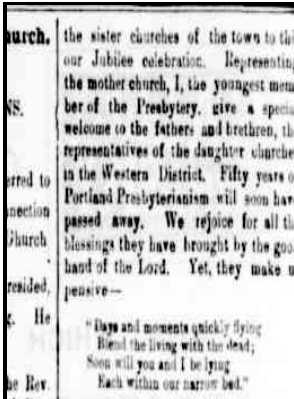 hurch.
NS.
erred to
nnection
Church
resided,
g. He
he Rev.
the sister churches of the town to thi
our Jubilee celebration. Representing
the mother church, I, the youngest mem
ber of the Presbytery, give a specia
welcome to the fathers and brethren, th
representatives of the daughter churche
in the Western District. Fifty years o
Portland Presbyterianism will soon hav
passed away. We rejoice for all th
blessings they have brought by the goo
hand of the Lord. Yet, they make u
pensive—
"Days and moments quickly flying
Blend the living with the dead;
Soon will you and I be lying
Each within our narrow bed."